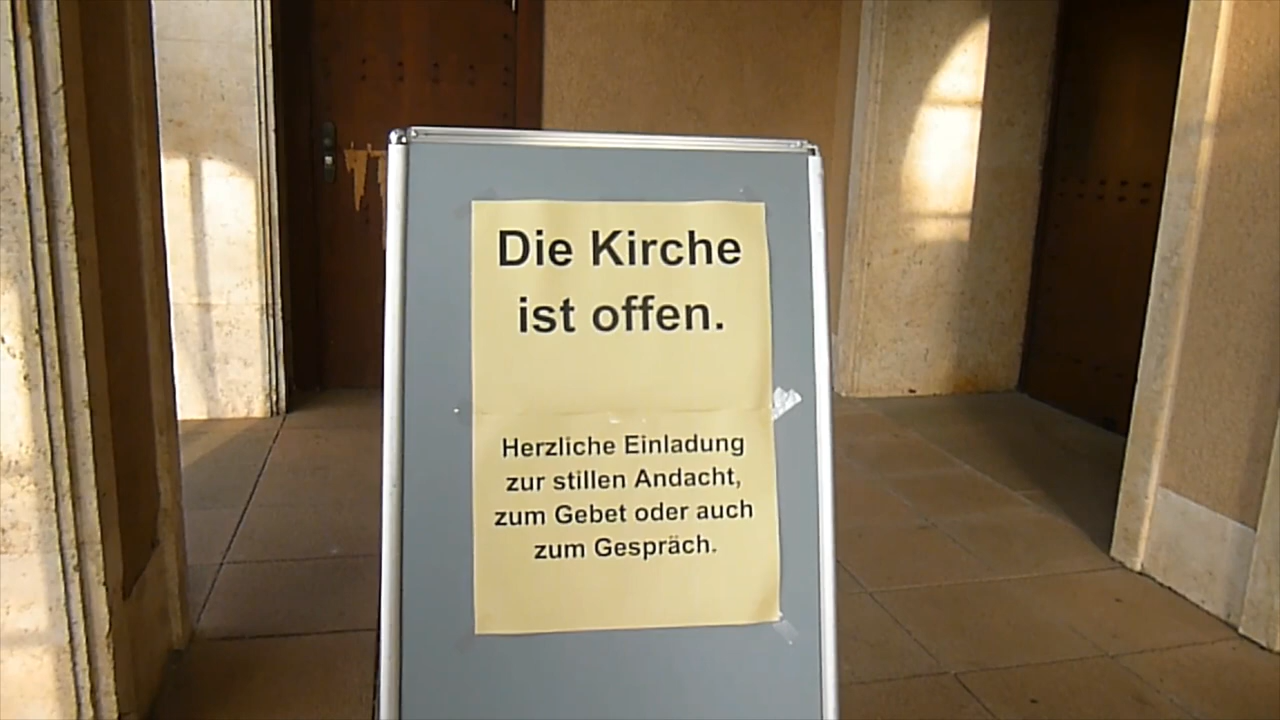 Die Kirche
ist offen.
Herzliche Einladung
zur stillen Andacht,
zum Gebet oder auch
zum Gespräch.